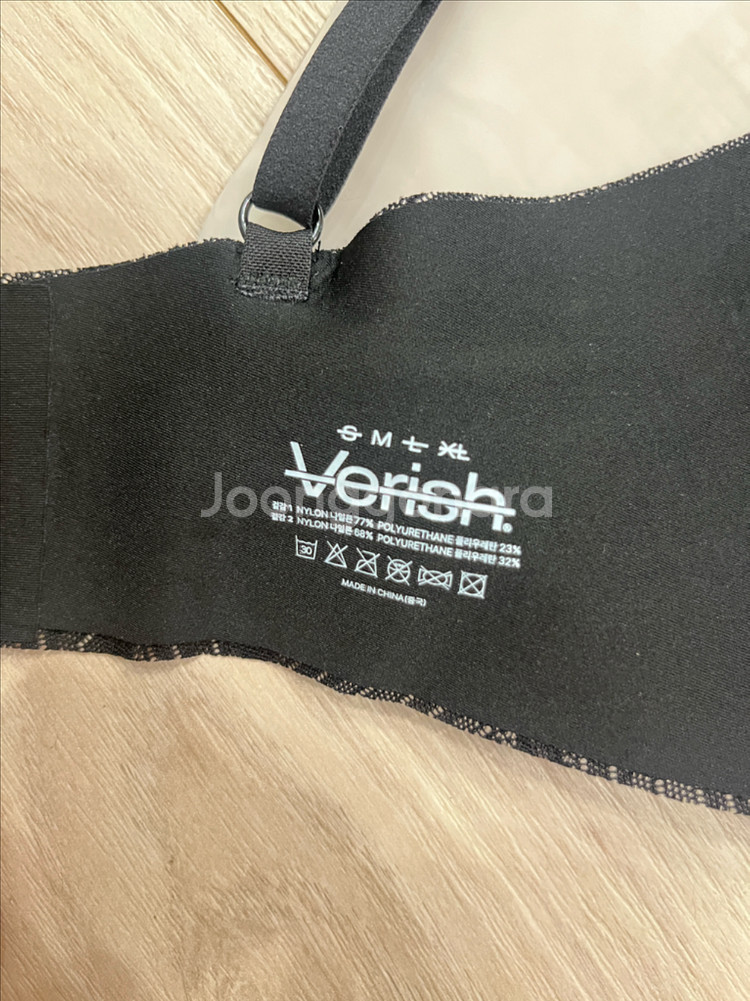 S M L XL
Verish.
겉감 1 NYLON 나일론 77% POLYURETHANE 폴리우레탄 23%
겉감 2 NYLON 나일론 68% POLYURETHANE 폴리우레탄 32%
30
MADE IN CHINA(중국)